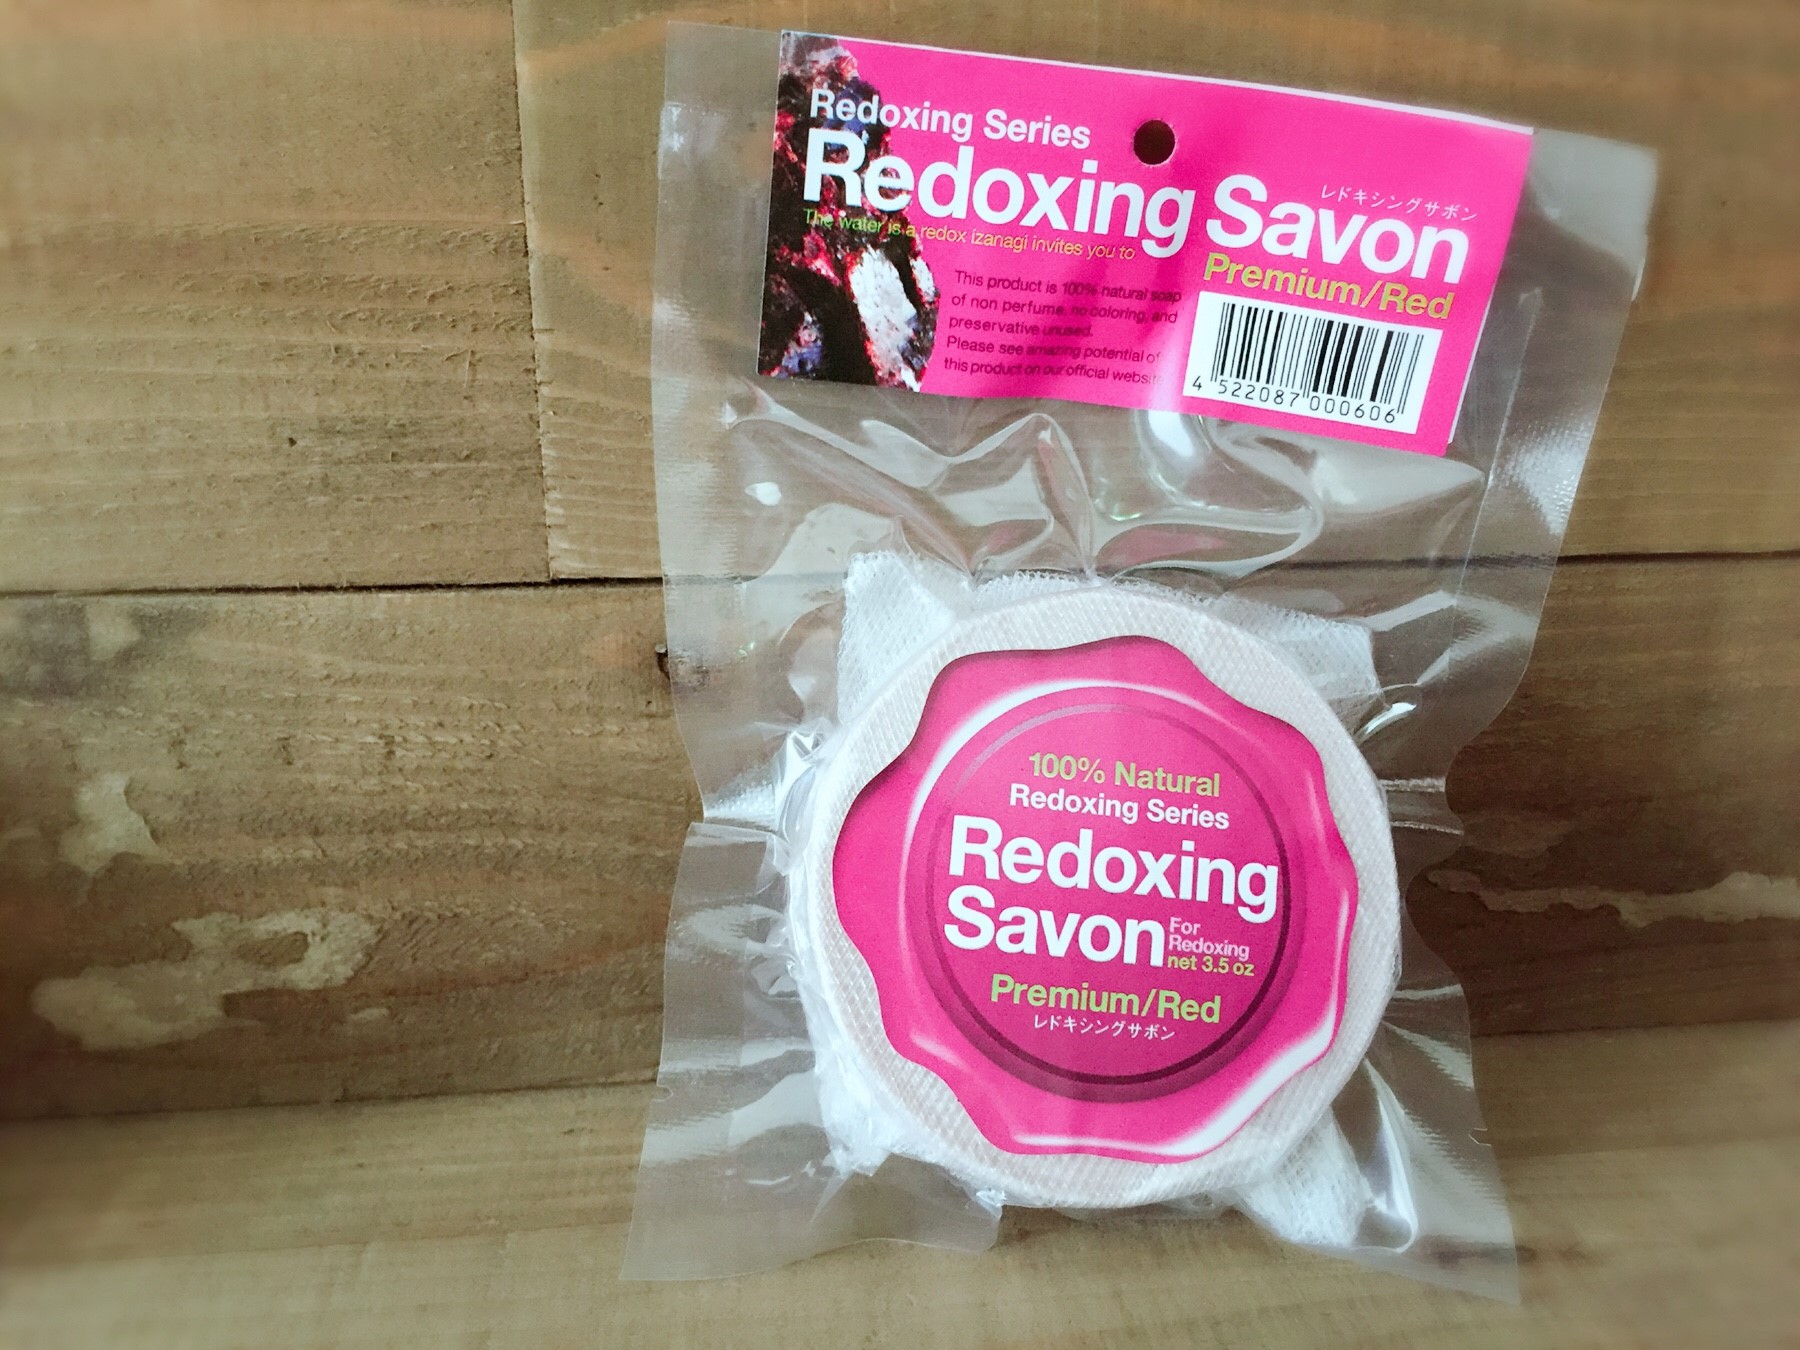 Redoxing Series
Redoxing Savon
レドキシングサボン
The water is a redox izanagi invites you to
Premium/Red
This product is 100% natural soap
of non perfume, no coloring, and
preservative unused.
Please see amazing potential of
this product on our official website
4 522087 000606
100% Natural
Redoxing Series
Redoxing
Savon
For
Redoxing
net 3.5 oz
Premium/Red
レドキシングサボン